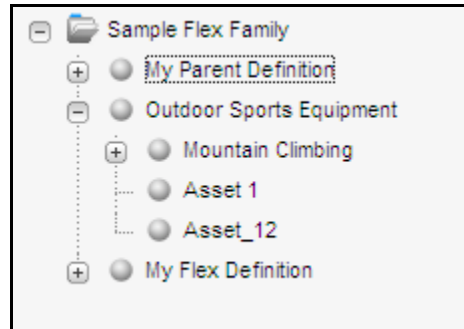 Sample Flex Family
My Parent Definition
Outdoor Sports Equipment
Mountain Climbing
Asset 1
Asset_12
My Flex Definition